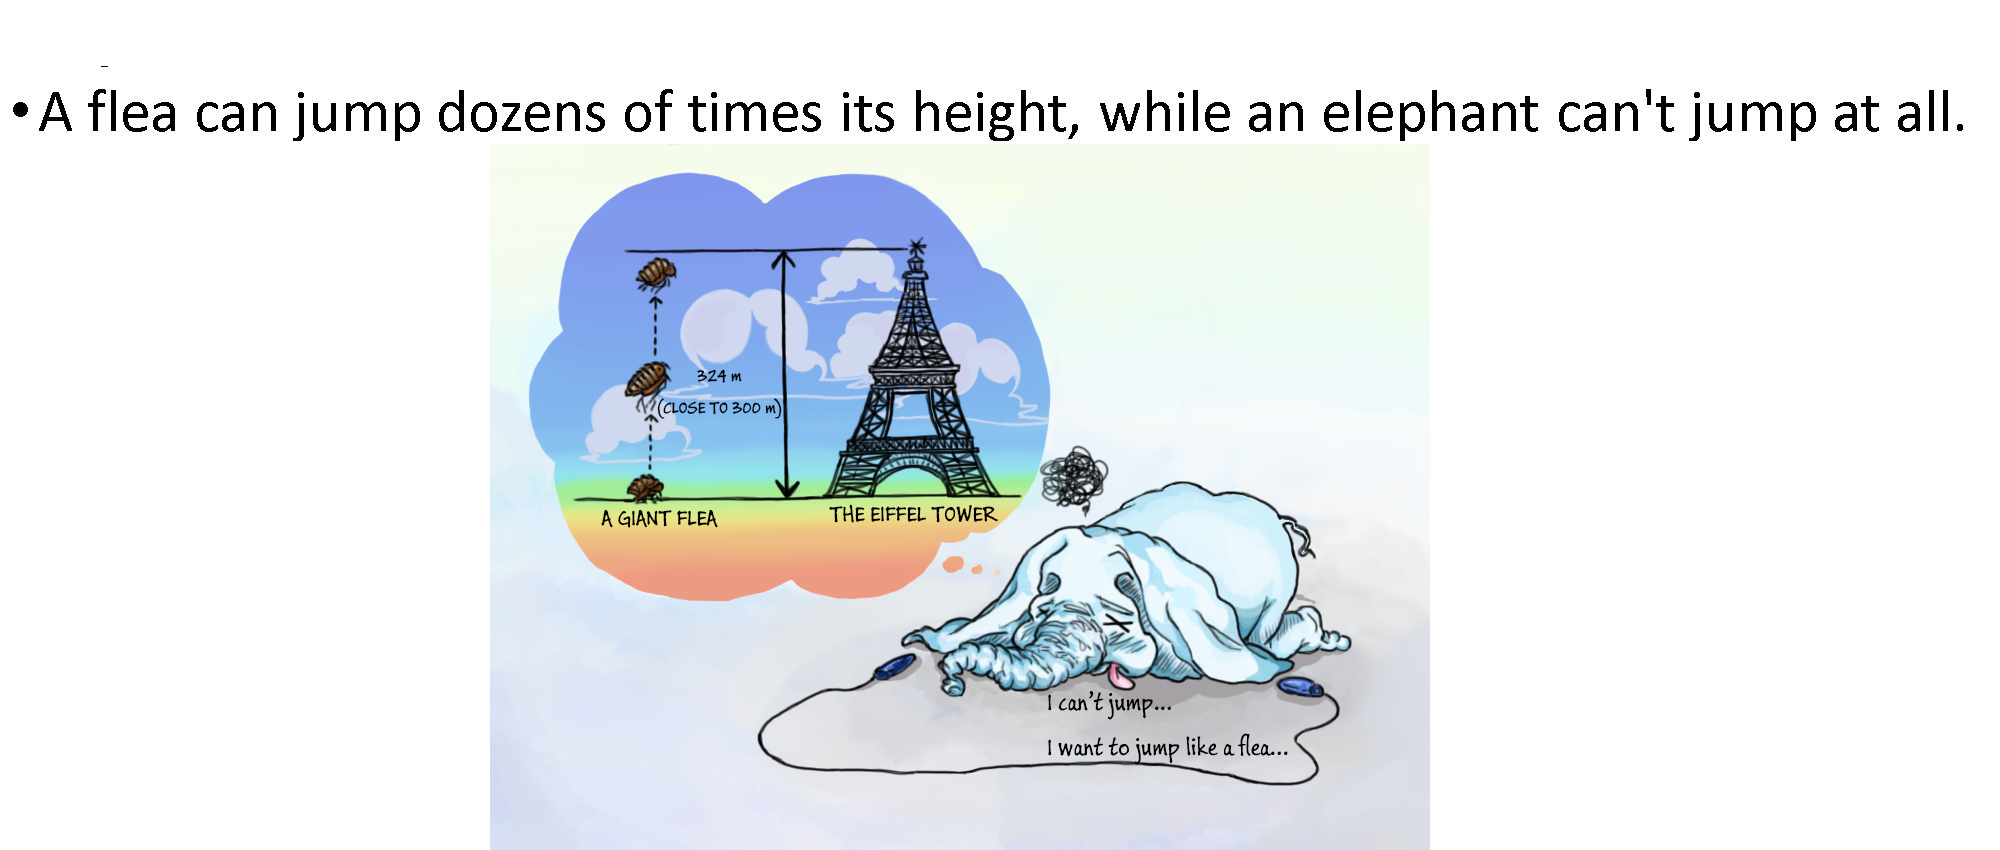 •A flea can jump dozens of times its height, while an elephant can't jump at all.
324 m
(CLOSE TO 300 m)
A GIANT FLEA
THE EIFFEL TOWER
I can't jump...
I want to jump like a flea...